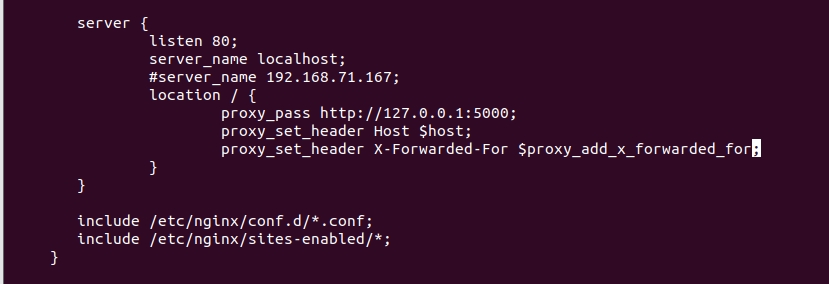 server {
listen 80;
server_name localhost;
#server_name 192.168.71.167;
location / {
proxy_pass http://127.0.0.1:5000;
proxy_set_header Host $host;
proxy_set_header X-Forwarded-For $proxy_add_x_forwarded_for;
}
}
include /etc/nginx/conf.d/*.conf;
include /etc/nginx/sites-enabled/*;
}